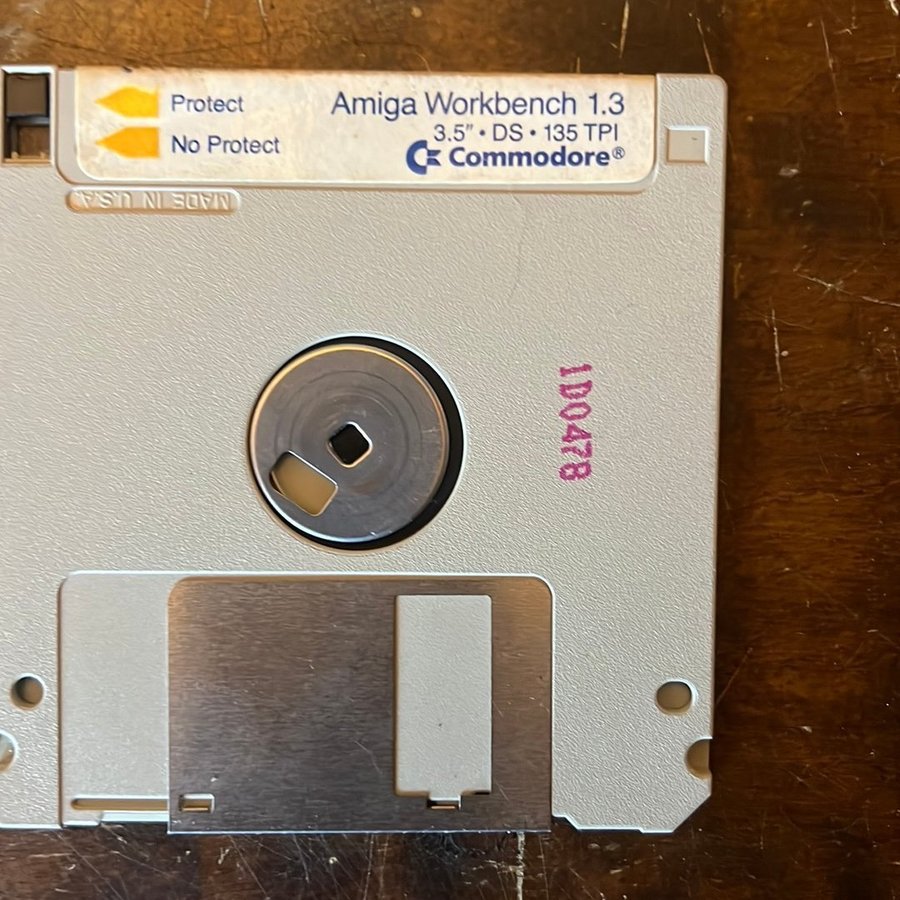 Protect
No Protect
Amiga Workbench 1.3
3.5" • DS • 135 TPI
Commodore®
MADE IN U.S.A.
1D0478